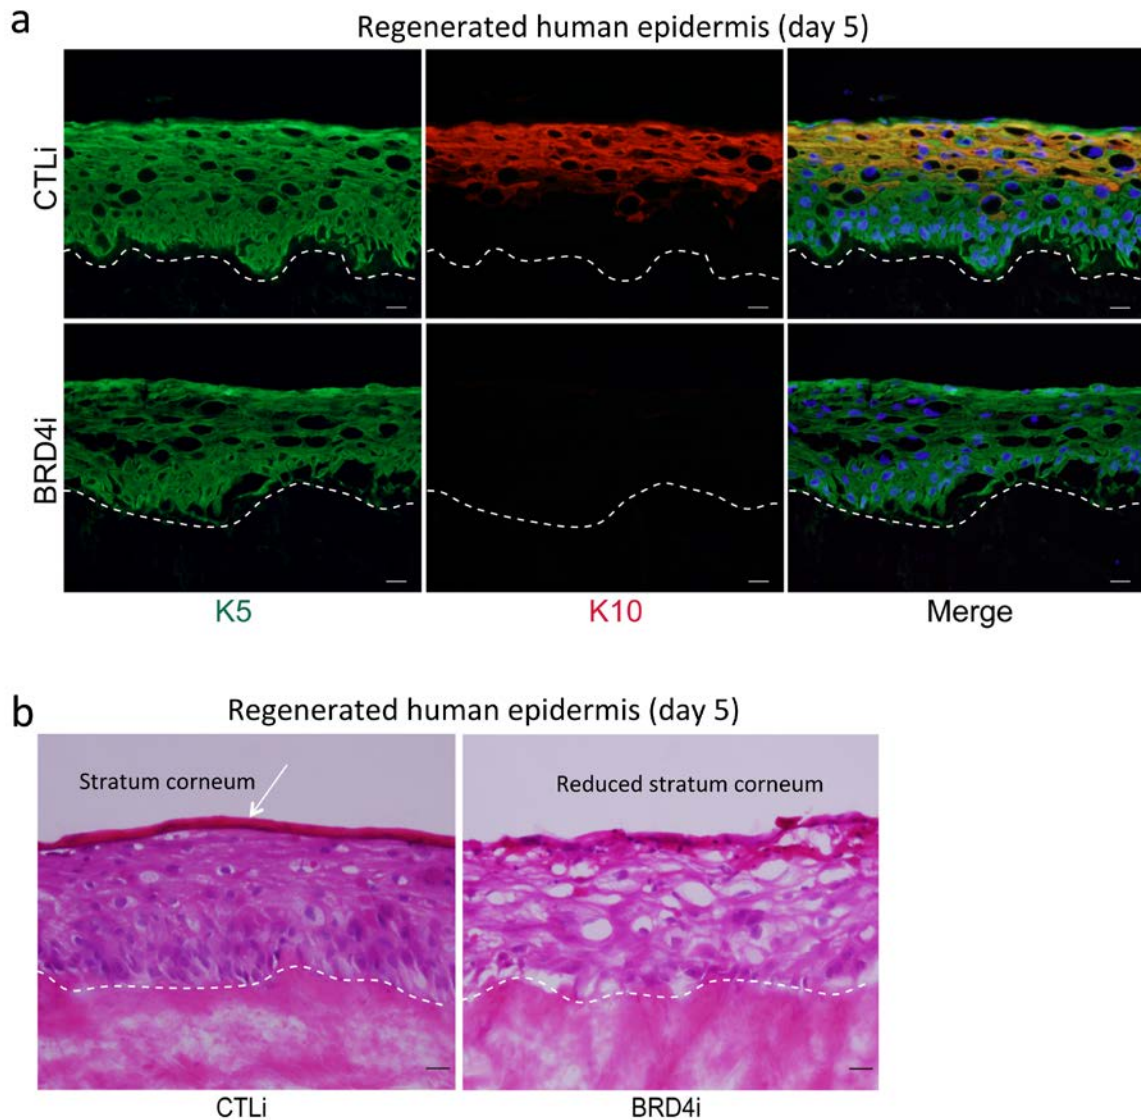 a
Regenerated human epidermis (day 5)
CTLi
BRD4i
K5 K10 Merge
b
Regenerated human epidermis (day 5)
Stratum corneum
Reduced stratum corneum
CTLi BRD4i